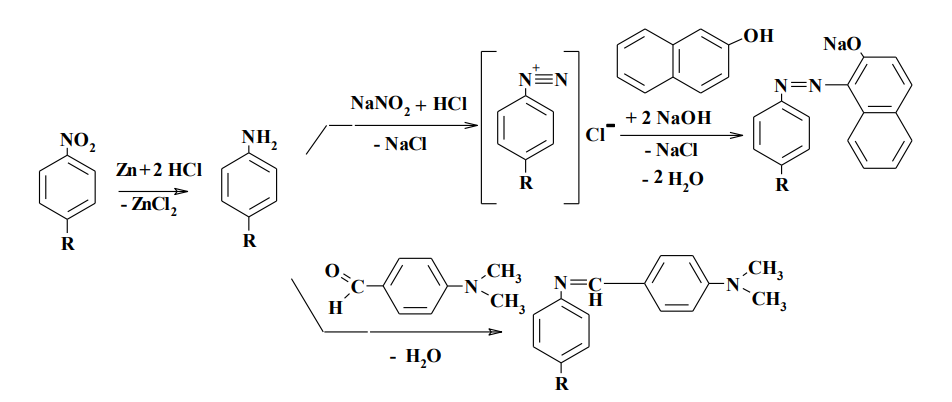 NO₂
R
Zn + 2 HCl
- ZnCl₂
NH₂
R
NaNO₂ + HCl
- NaCl
+
N≡N
R
Cl⁻
OH
+ 2 NaOH
- NaCl
- 2 H₂O
NaO
N=N
R
O
C
H
N
CH₃
CH₃
- H₂O
N=C
H
N
CH₃
CH₃
R